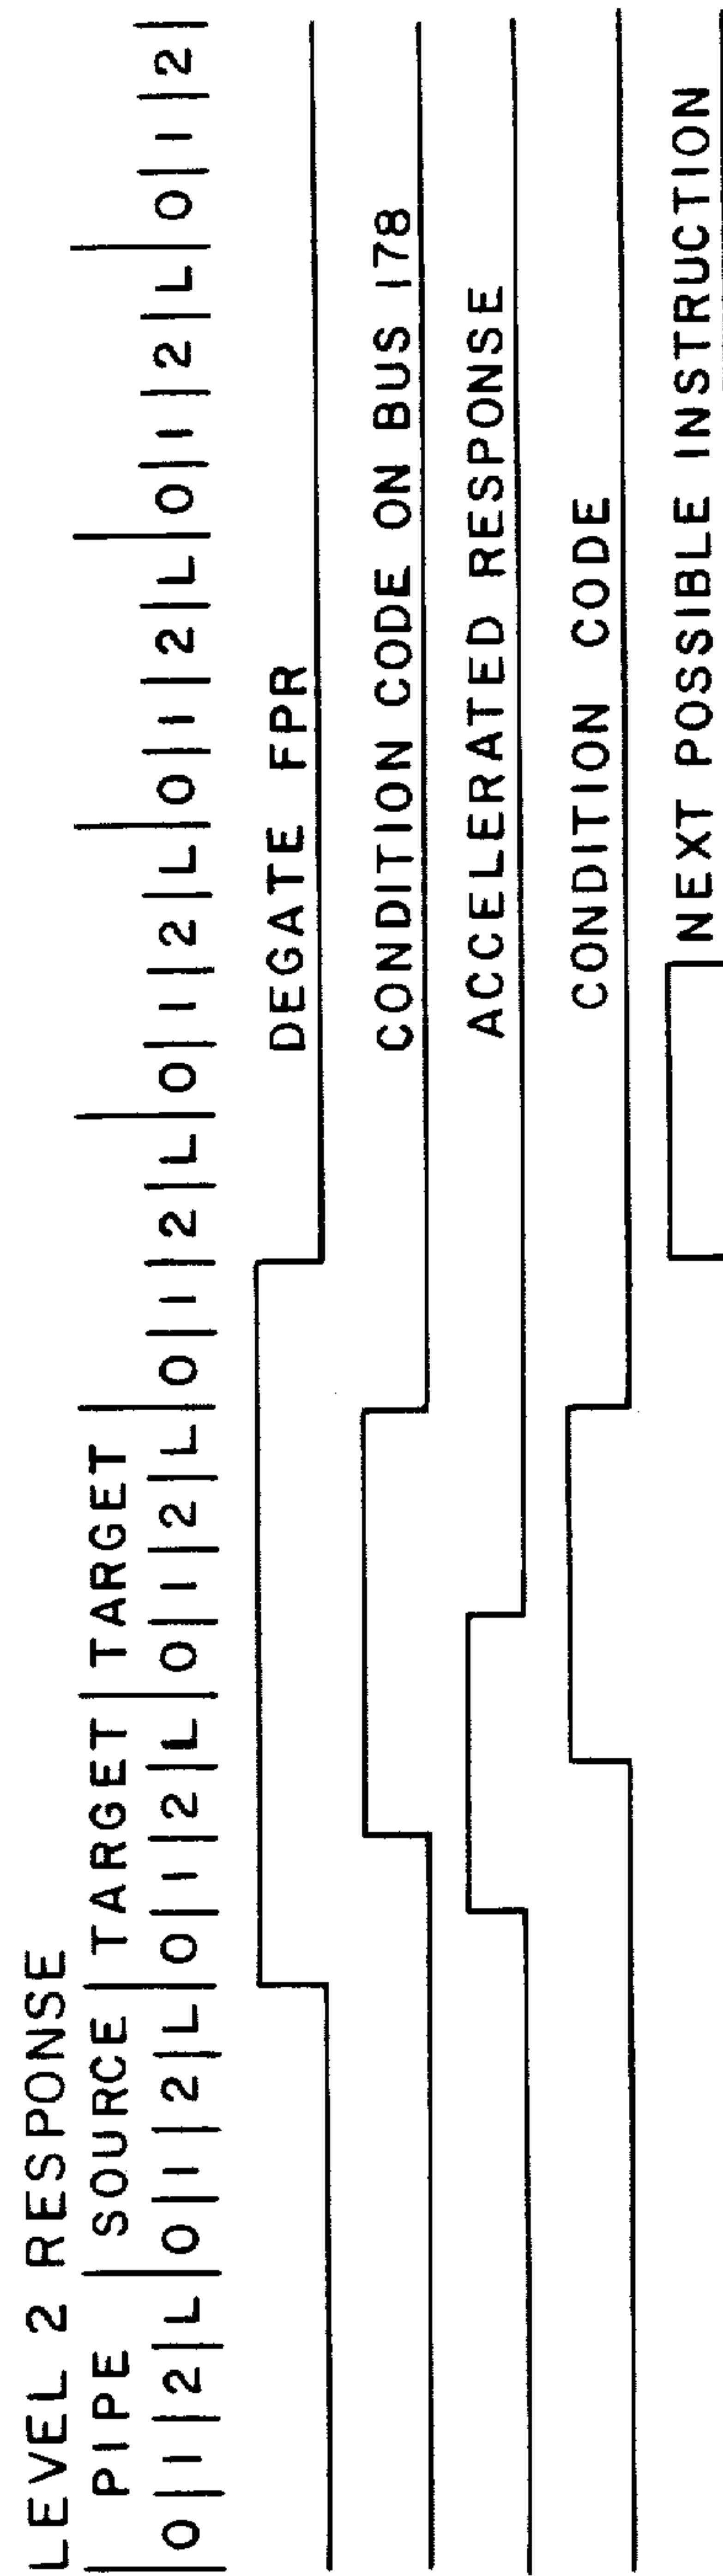 LEVEL 2 RESPONSE
PIPE | SOURCE | TARGET | TARGET |
0|1|2|L|0|1|2|L|0|1|2|L|0|1|2|L|0|1|2|L|0|1|2|L|0|1|2|L|0|1|2|L|0|1|2|
DEGATE FPR
CONDITION CODE ON BUS 178
ACCELERATED RESPONSE
CONDITION CODE
NEXT POSSIBLE INSTRUCTION